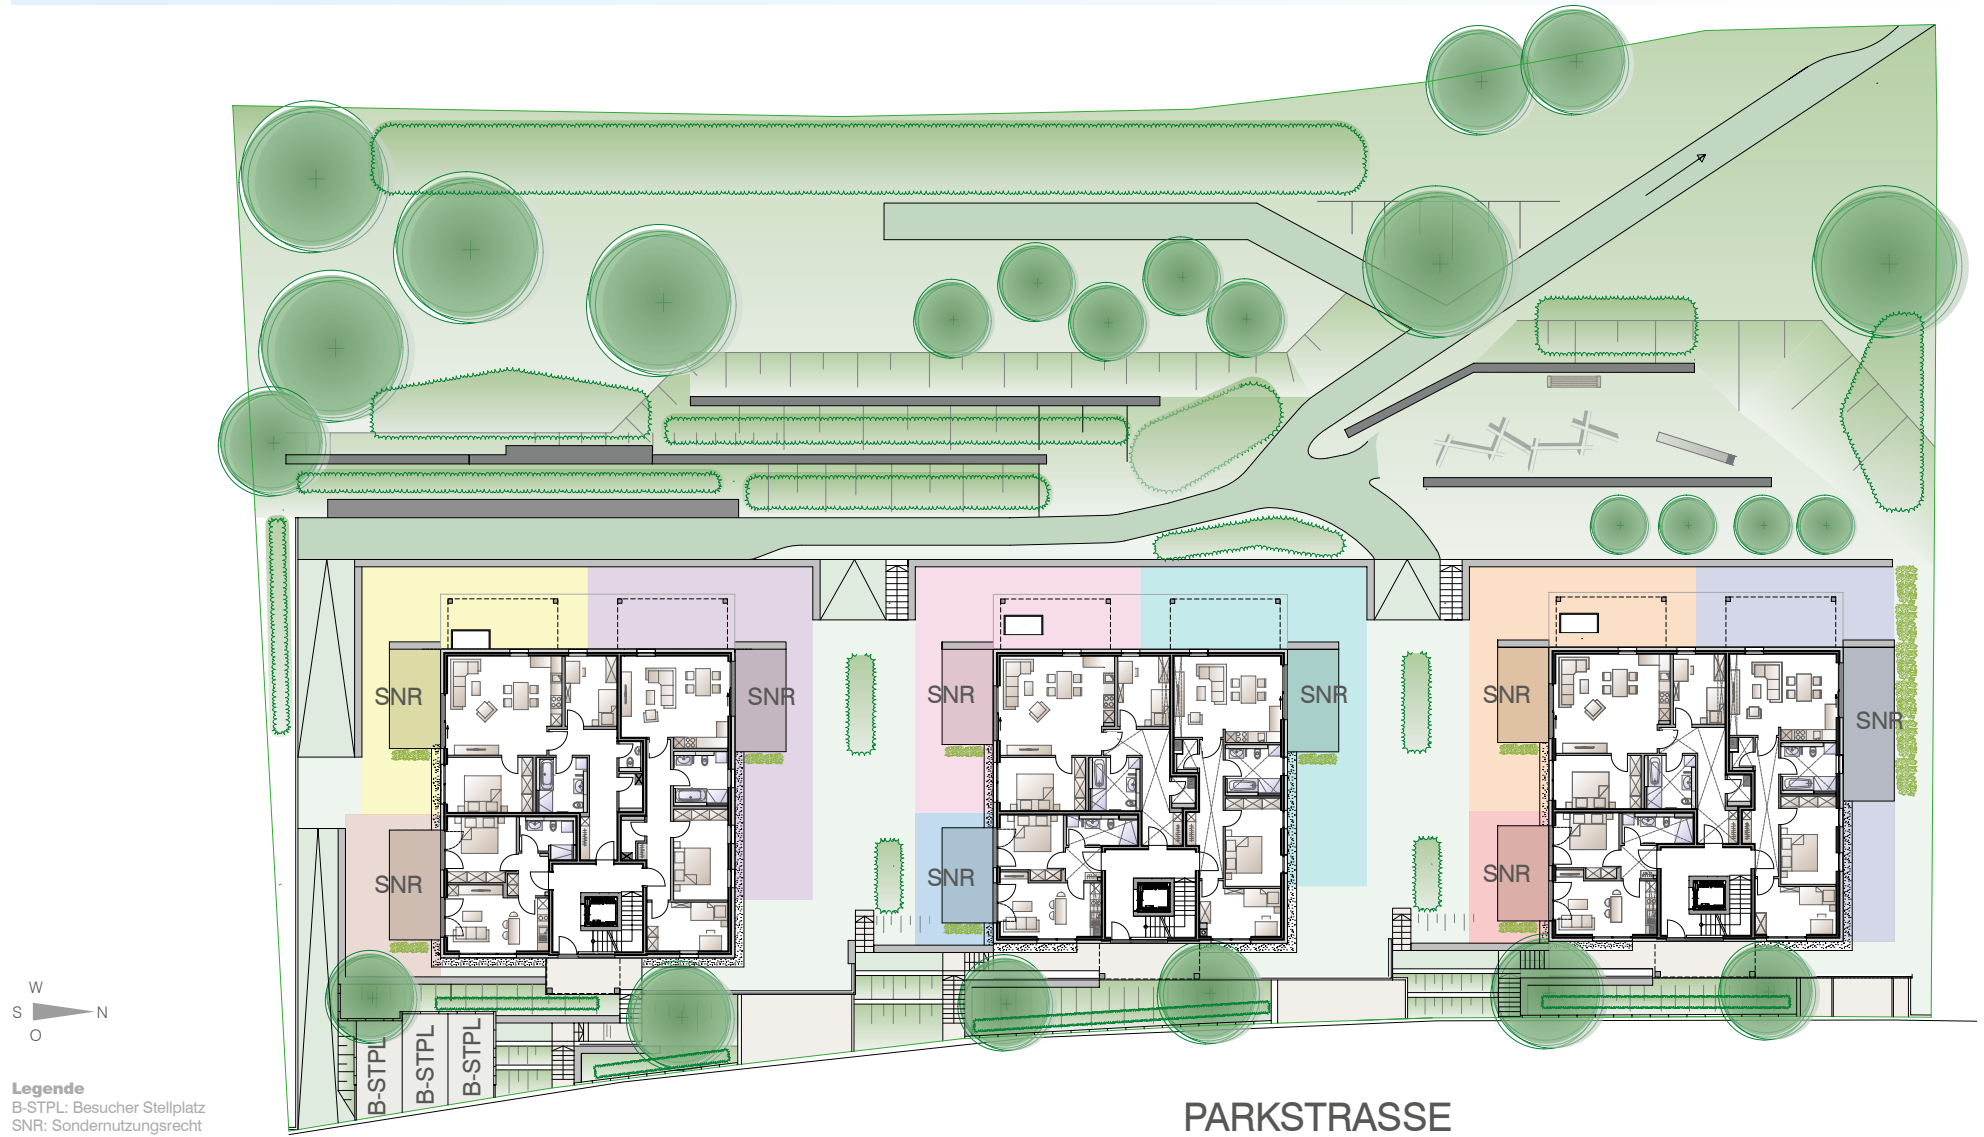 SNR
SNR
SNR
SNR
SNR
SNR
SNR
SNR
SNR
W
S N
O
B-STPL
B-STPL
B-STPL
Legende
B-STPL: Besucher Stellplatz
SNR: Sondernutzungsrecht
PARKSTRASSE